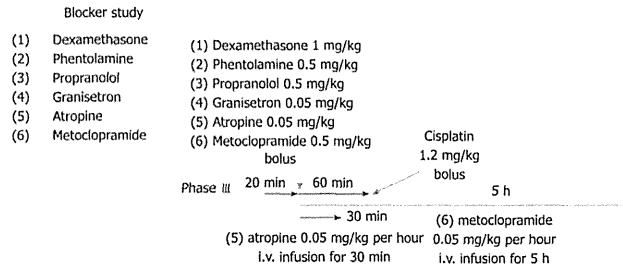 Blocker study
(1) Dexamethasone
(2) Phentolamine
(3) Propranolol
(4) Granisetron
(5) Atropine
(6) Metoclopramide
(1) Dexamethasone 1 mg/kg
(2) Phentolamine 0.5 mg/kg
(3) Propranolol 0.5 mg/kg
(4) Granisetron 0.05 mg/kg
(5) Atropine 0.05 mg/kg
(6) Metoclopramide 0.5 mg/kg
bolus
Cisplatin
1.2 mg/kg
bolus
Phase III
20 min
60 min
5 h
30 min
(5) atropine 0.05 mg/kg per hour
i.v. infusion for 30 min
(6) metoclopramide
0.05 mg/kg per hour
i.v. infusion for 5 h